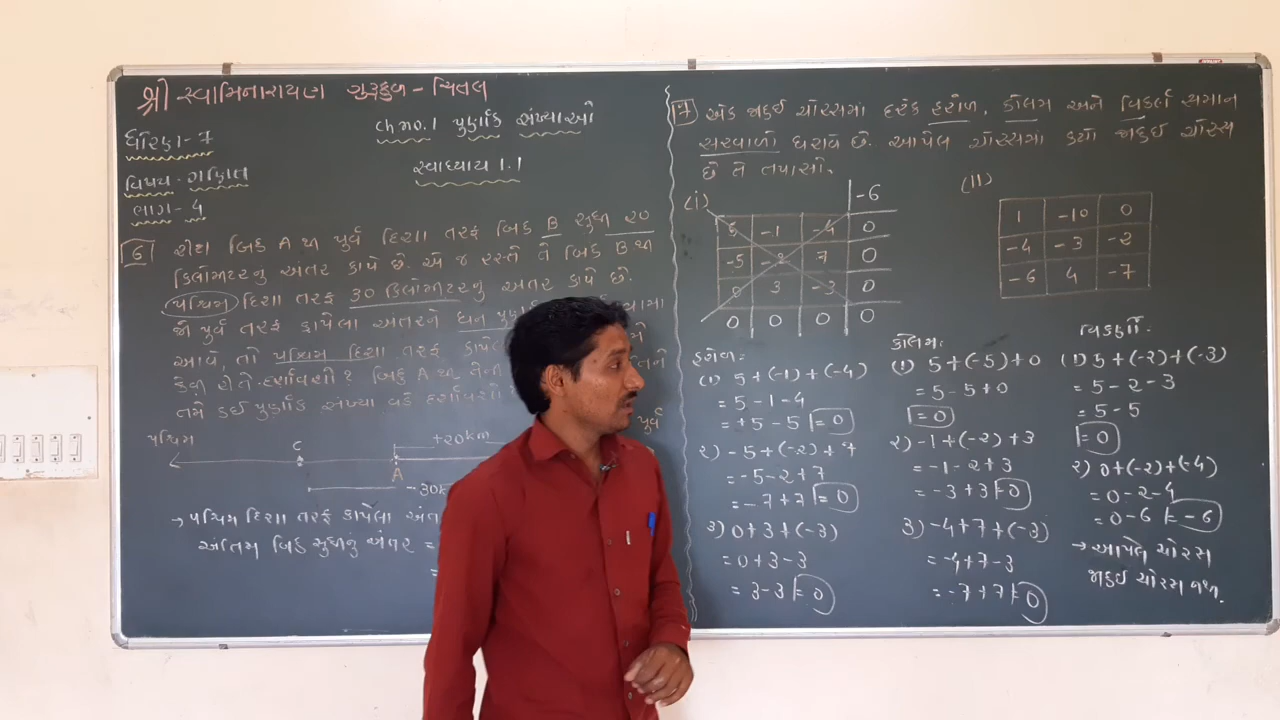 શ્રી સ્વામિનારાયણ ગુરુકુળ - ચિતલ
ધોરણ - 7
વિષય - ગણિત
ભાગ - 4
Ch no. 1 પૂર્ણાંક સંખ્યાઓ
સ્વાધ્યાય 1.1
6 રીટા બિંદુ A થી પૂર્વ દિશા તરફ બિંદુ B સુધી ૨૦
કિલોમીટરનું અંતર કાપે છે. એ જ રસ્તે તે બિંદુ B થી
પશ્ચિમ દિશા તરફ 30 કિલોમીટરનું અંતર કાપે છે.
જો પૂર્વ તરફ કાપેલા અંતરને ધન
આવે, તો પશ્ચિમ દિશા તરફ
કેવી રીતે દર્શાવશો? બિંદુ A થી
તમે કઈ પૂર્ણાંક સંખ્યા વડે દર્શાવશો
પશ્ચિમ
પૂર્વ
C
A
+20km
-30k
→ પશ્ચિમ દિશા તરફ કાપેલા
અંતિમ બિંદુ સુધીનું અંતર =
=
7 એક જાદુઈ ચોરસમાં દરેક હરોળ, કોલમ અને વિકર્ણ સમાન
સરવાળો ધરાવે છે. આપેલ ચોરસમાં કયો જાદુઈ ચોરસ
છે તે તપાસો.
(i)
-6
5 -1 -4 0
-5 -2 7 0
0 3 -3 0
0 0 0 0
(ii)
1 -10 0
-4 -3 -2
-6 4 -7
હરોળ:
(1) 5+(-1)+(-4)
= 5-1-4
= +5-5 = 0
૨) -5+(-2)+7
= -5-2+7
= -7+7 = 0
3) 0+3+(-3)
= 0+3-3
= 3-3 = 0
કોલમ:
(1) 5+(-5)+0
= 5-5+0
= 0
૨) -1+(-2)+3
= -1-2+3
= -3+3 = 0
3) -4+7+(-3)
= -4+7-3
= -7+7 = 0
વિકર્ણો.
(1) 5+(-2)+(-3)
= 5-2-3
= 5-5
= 0
૨) 0+(-2)+(-4)
= 0-2-4
= 0-6 = -6
→ આપેલ ચોરસ
જાદુઈ ચોરસ નથી.